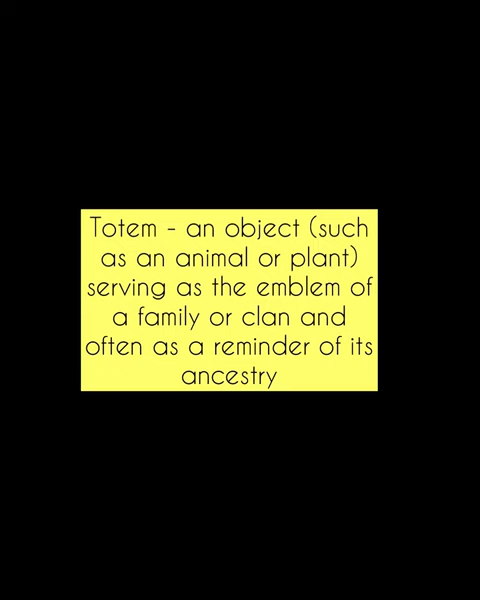 Totem - an object (such
as an animal or plant)
serving as the emblem of
a family or clan and
often as a reminder of its
ancestry